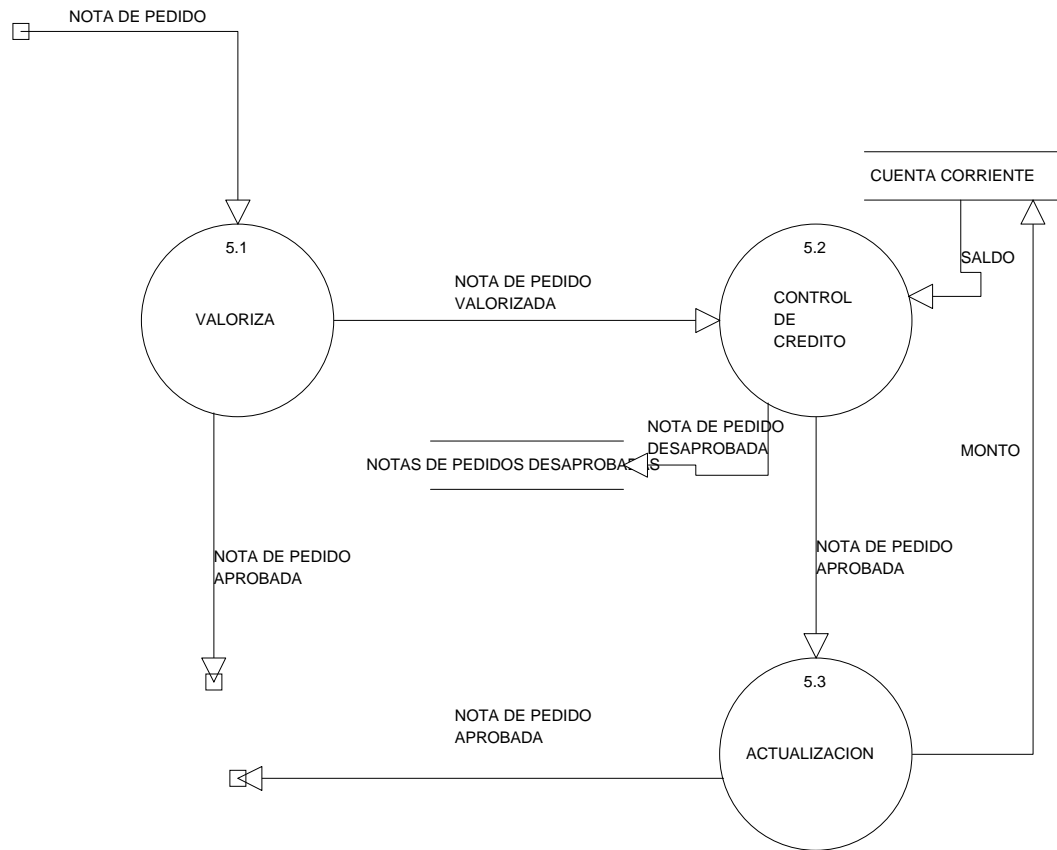 NOTA DE PEDIDO
CUENTA CORRIENTE
5.1
VALORIZA
NOTA DE PEDIDO
VALORIZADA
5.2
CONTROL
DE
CREDITO
SALDO
NOTA DE PEDIDO
DESAPROBADA
NOTAS DE PEDIDOS DESAPROBADAS
MONTO
NOTA DE PEDIDO
APROBADA
NOTA DE PEDIDO
APROBADA
5.3
ACTUALIZACION
NOTA DE PEDIDO
APROBADA